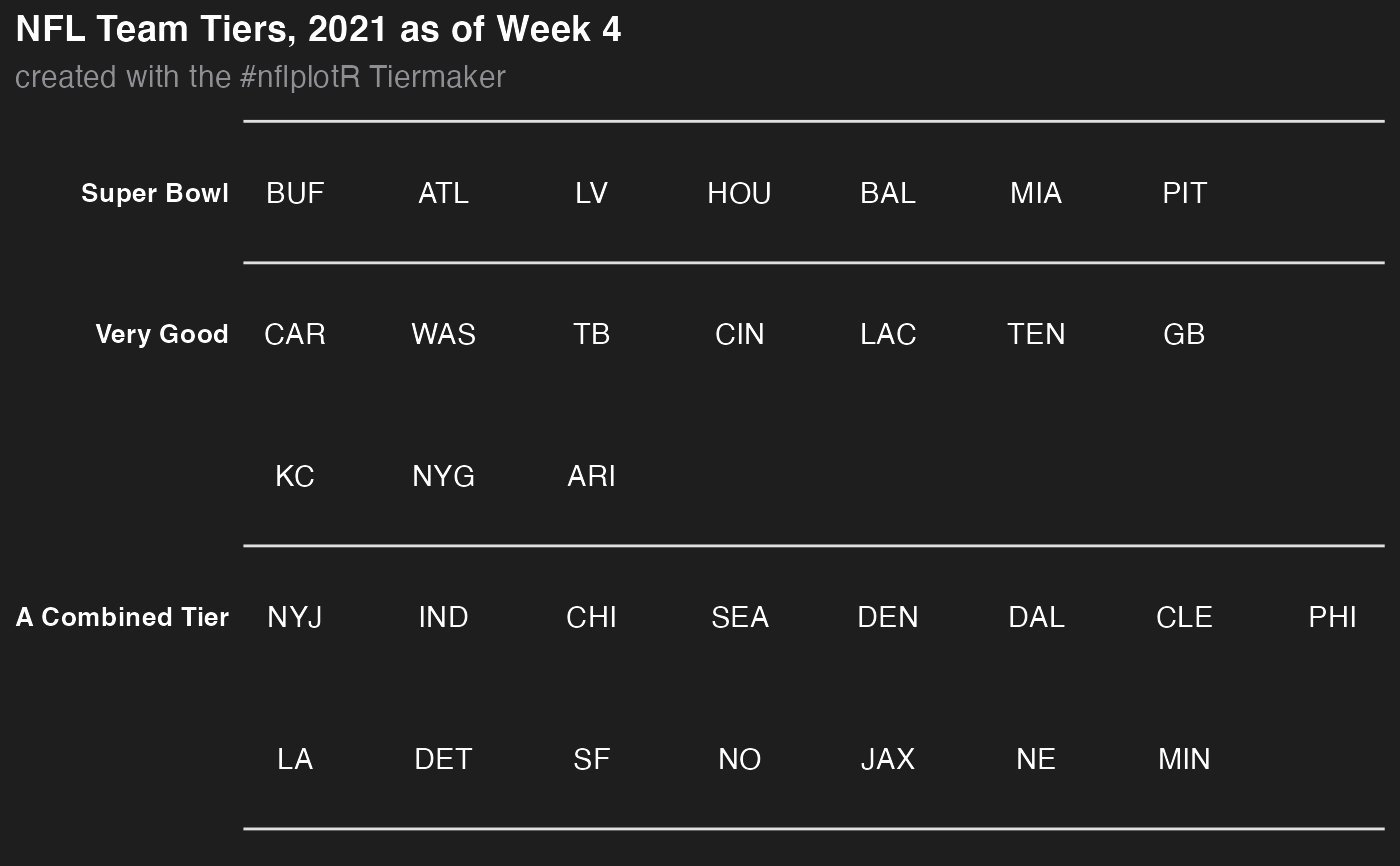 NFL Team Tiers, 2021 as of Week 4
created with the #nflplotR Tiermaker
Super Bowl BUF ATL LV HOU BAL MIA PIT
Very Good CAR WAS TB CIN LAC TEN GB
KC NYG ARI
A Combined Tier NYJ IND CHI SEA DEN DAL CLE PHI
LA DET SF NO JAX NE MIN